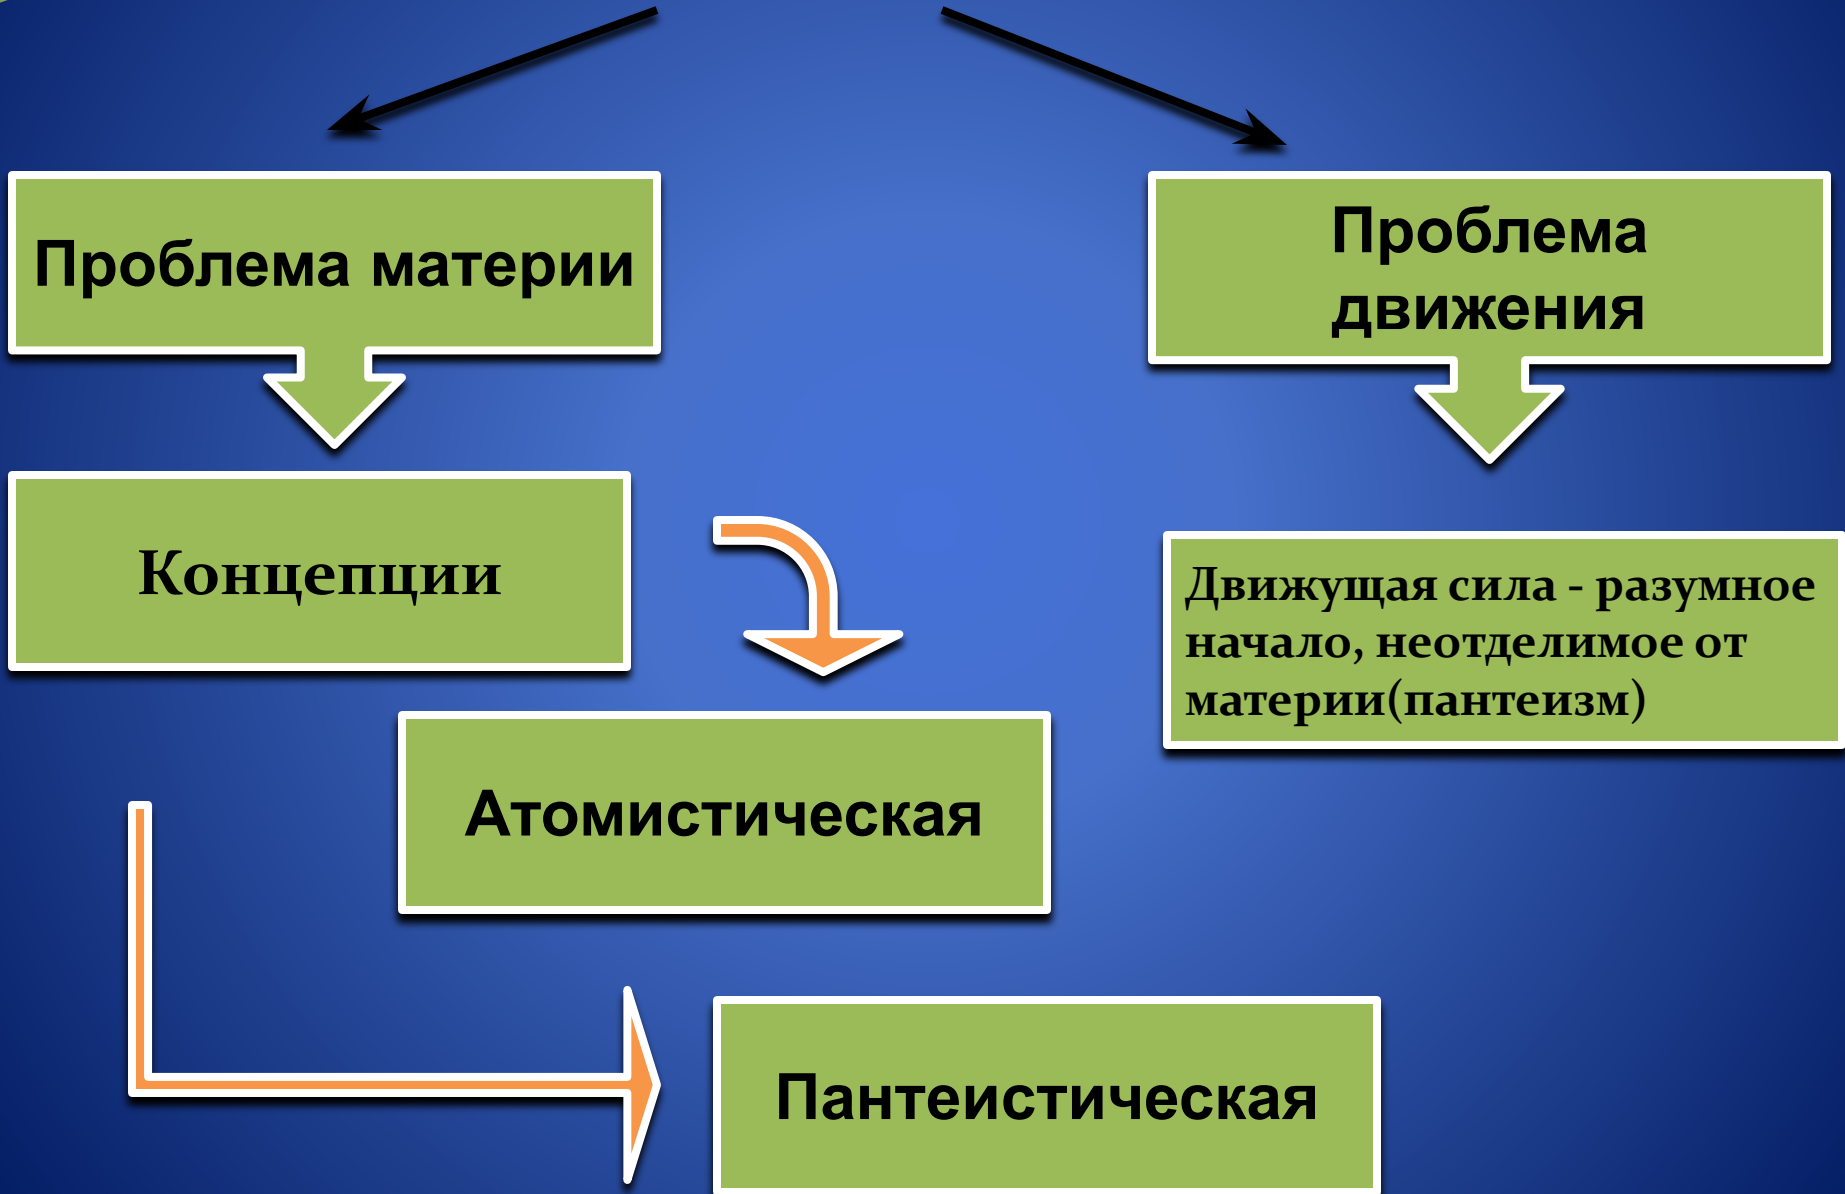 Проблема материи
Проблема
движения
Концепции
Движущая сила - разумное
начало, неотделимое от
материи(пантеизм)
Атомистическая
Пантеистическая